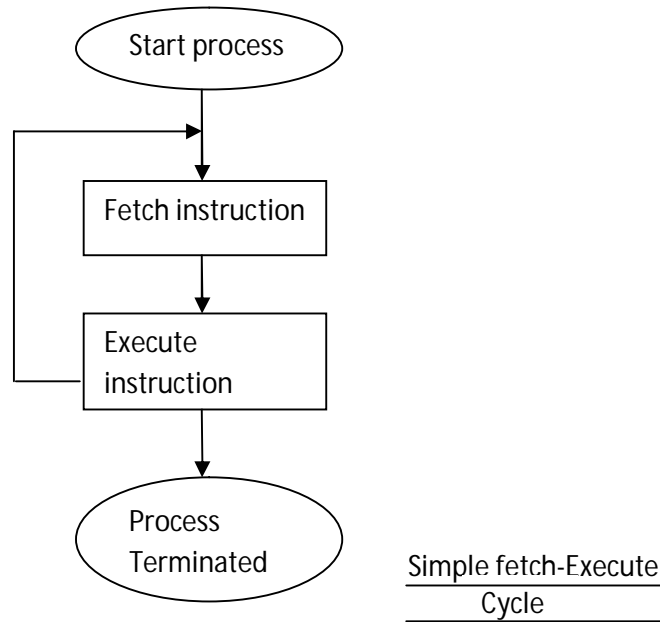 Start process
Fetch instruction
Execute
instruction
Process
Terminated
Simple fetch-Execute
Cycle